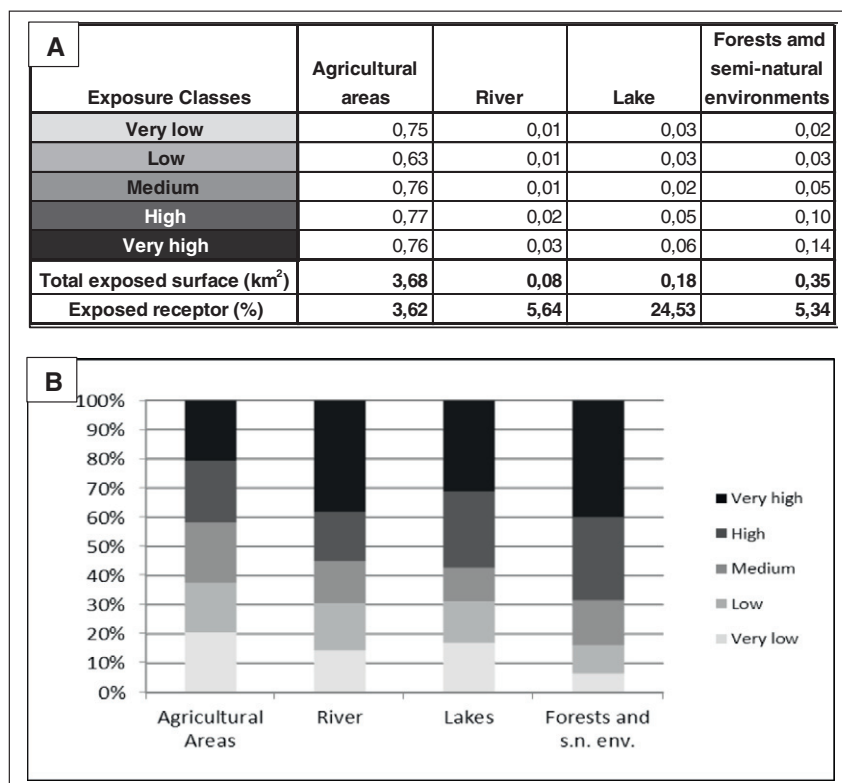 A
Exposure Classes Agricultural areas River Lake Forests amd semi-natural environments
Very low 0,75 0,01 0,03 0,02
Low 0,63 0,01 0,03 0,03
Medium 0,76 0,01 0,02 0,05
High 0,77 0,02 0,05 0,10
Very high 0,76 0,03 0,06 0,14
Total exposed surface (km²) 3,68 0,08 0,18 0,35
Exposed receptor (%) 3,62 5,64 24,53 5,34
B
100%
90%
80%
70%
60%
50%
40%
30%
20%
10%
0%
Agricultural Areas
River
Lakes
Forests and s.n. env.
Very high
High
Medium
Low
Very low